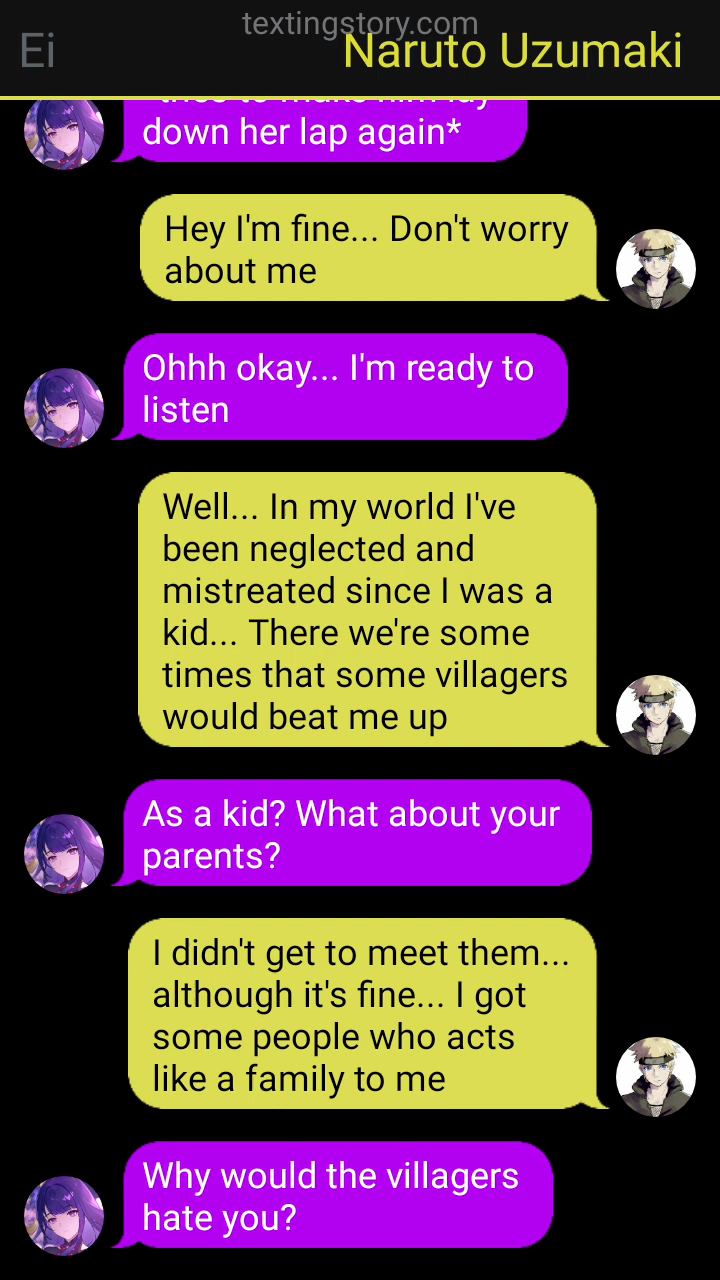 textingstory.com
Ei
Naruto Uzumaki
down her lap again*
Hey I'm fine... Don't worry
about me
Ohhh okay... I'm ready to
listen
Well... In my world I've
been neglected and
mistreated since I was a
kid... There we're some
times that some villagers
would beat me up
As a kid? What about your
parents?
I didn't get to meet them...
although it's fine... I got
some people who acts
like a family to me
Why would the villagers
hate you?